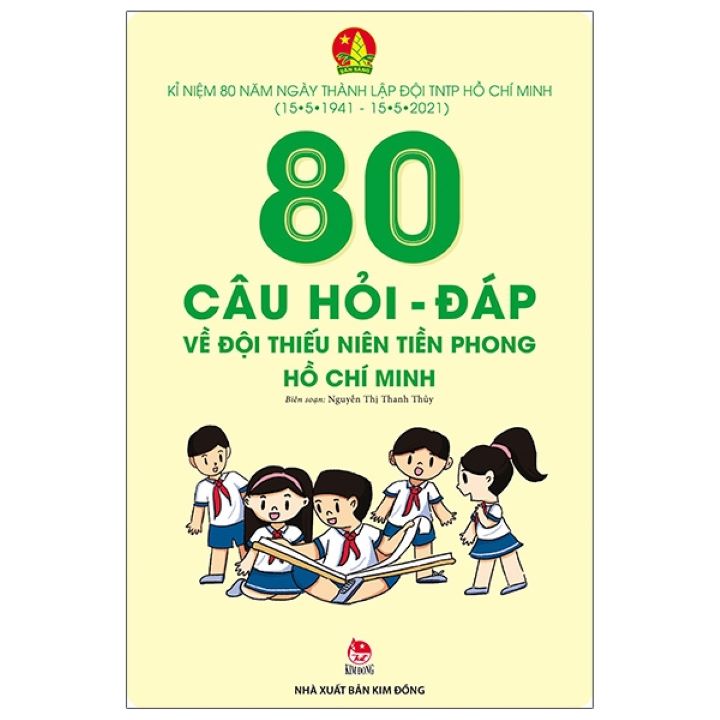 SẴN SÀNG
KỈ NIỆM 80 NĂM NGÀY THÀNH LẬP ĐỘI TNTP HỒ CHÍ MINH
(15•5•1941 - 15•5•2021)
80
CÂU HỎI - ĐÁP
VỀ ĐỘI THIẾU NIÊN TIỀN PHONG
HỒ CHÍ MINH
Biên soạn: Nguyễn Thị Thanh Thủy
KIM ĐỒNG
NHÀ XUẤT BẢN KIM ĐỒNG